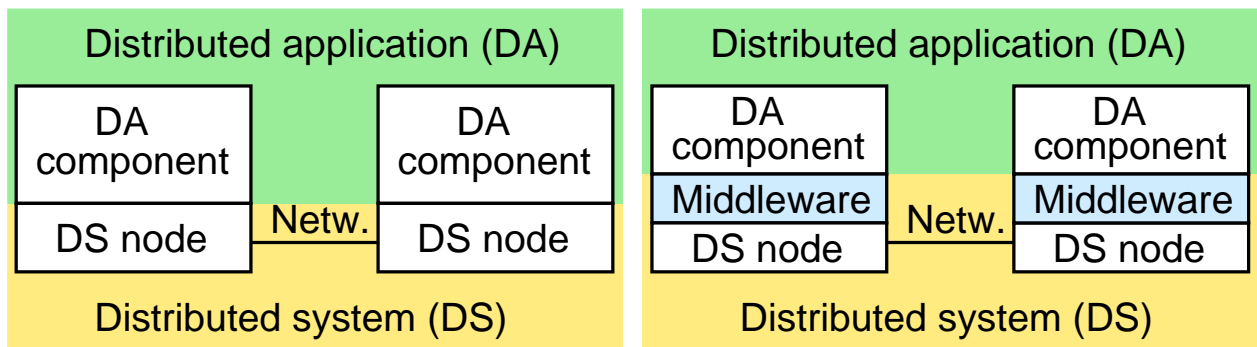 Distributed application (DA)
DA
component
DA
component
Netw.
DS node
DS node
Distributed system (DS)
Distributed application (DA)
DA
component
DA
component
Middleware
Middleware
Netw.
DS node
DS node
Distributed system (DS)